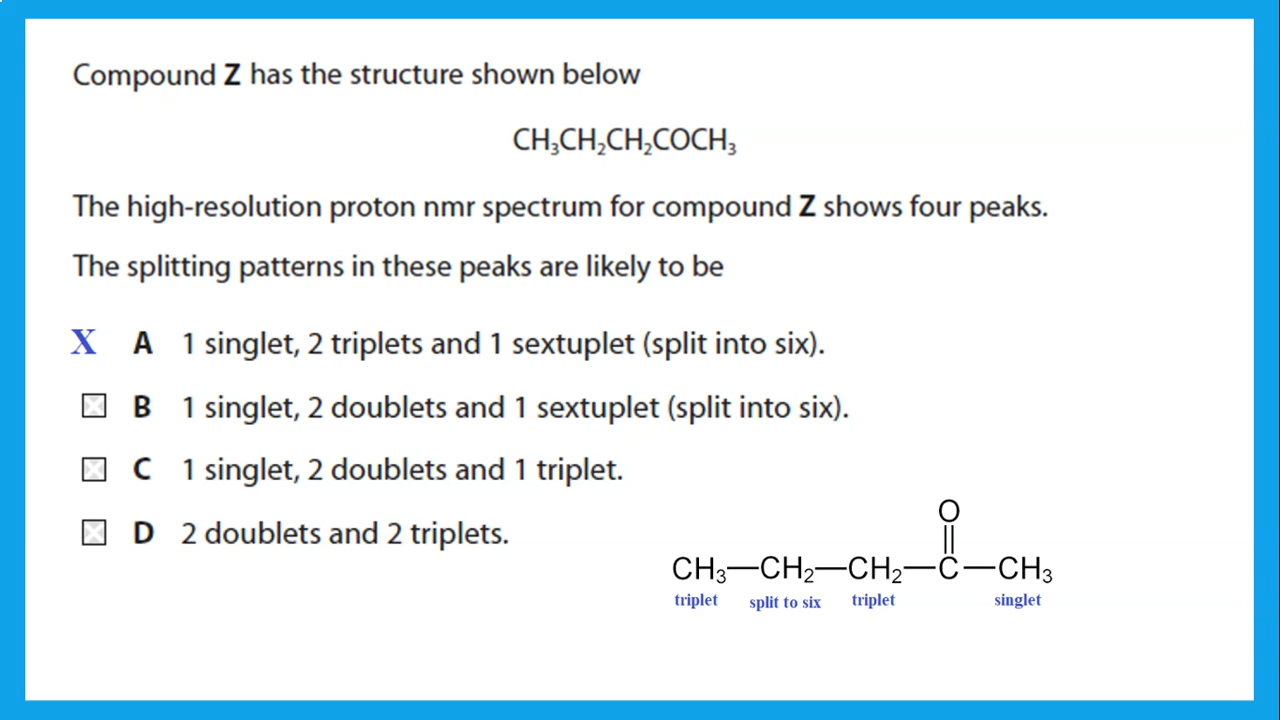 Compound Z has the structure shown below
CH₃CH₂CH₂COCH₃
The high-resolution proton nmr spectrum for compound Z shows four peaks.
The splitting patterns in these peaks are likely to be
X A 1 singlet, 2 triplets and 1 sextuplet (split into six).
B 1 singlet, 2 doublets and 1 sextuplet (split into six).
C 1 singlet, 2 doublets and 1 triplet.
D 2 doublets and 2 triplets.
O
CH₃—CH₂—CH₂—C—CH₃
triplet split to six triplet singlet